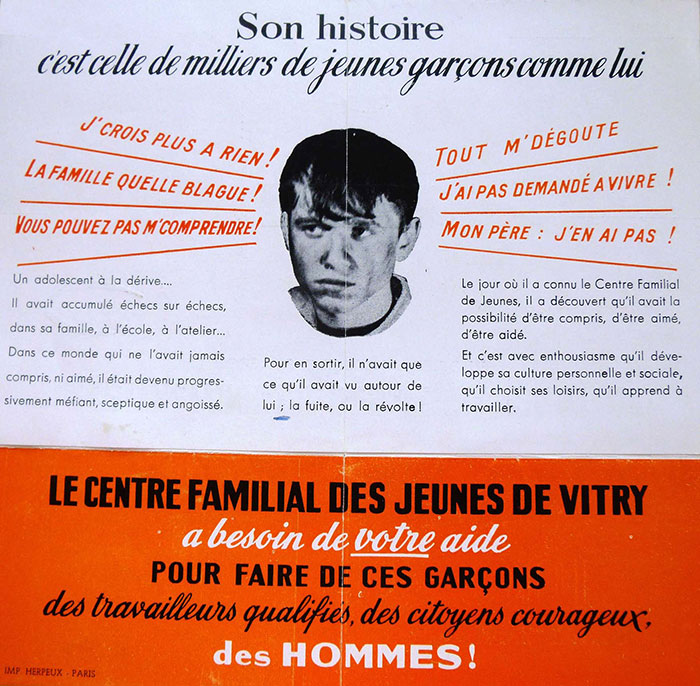 Son histoire
c'est celle de milliers de jeunes garçons comme lui
J'CROIS PLUS A RIEN !
LA FAMILLE QUELLE BLAGUE !
VOUS POUVEZ PAS M'COMPRENDRE !
TOUT M'DÉGOUTE
J'AI PAS DEMANDÉ A VIVRE !
MON PÈRE : J'EN AI PAS !
Un adolescent à la dérive....
Il avait accumulé échecs sur échecs,
dans sa famille, à l'école, à l'atelier...
Dans ce monde qui ne l'avait jamais
compris, ni aimé, il était devenu progres-
sivement méfiant, sceptique et angoissé.
Pour en sortir, il n'avait que
ce qu'il avait vu autour de
lui ; la fuite, ou la révolte !
Le jour où il a connu le Centre Familial
de Jeunes, il a découvert qu'il avait la
possibilité d'être compris, d'être aimé,
d'être aidé.
Et c'est avec enthousiasme qu'il déve-
loppe sa culture personnelle et sociale,
qu'il choisit ses loisirs, qu'il apprend à
travailler.
LE CENTRE FAMILIAL DES JEUNES DE VITRY
a besoin de votre aide
POUR FAIRE DE CES GARÇONS
des travailleurs qualifiés, des citoyens courageux,
des HOMMES !
IMP. HERPEUX - PARIS